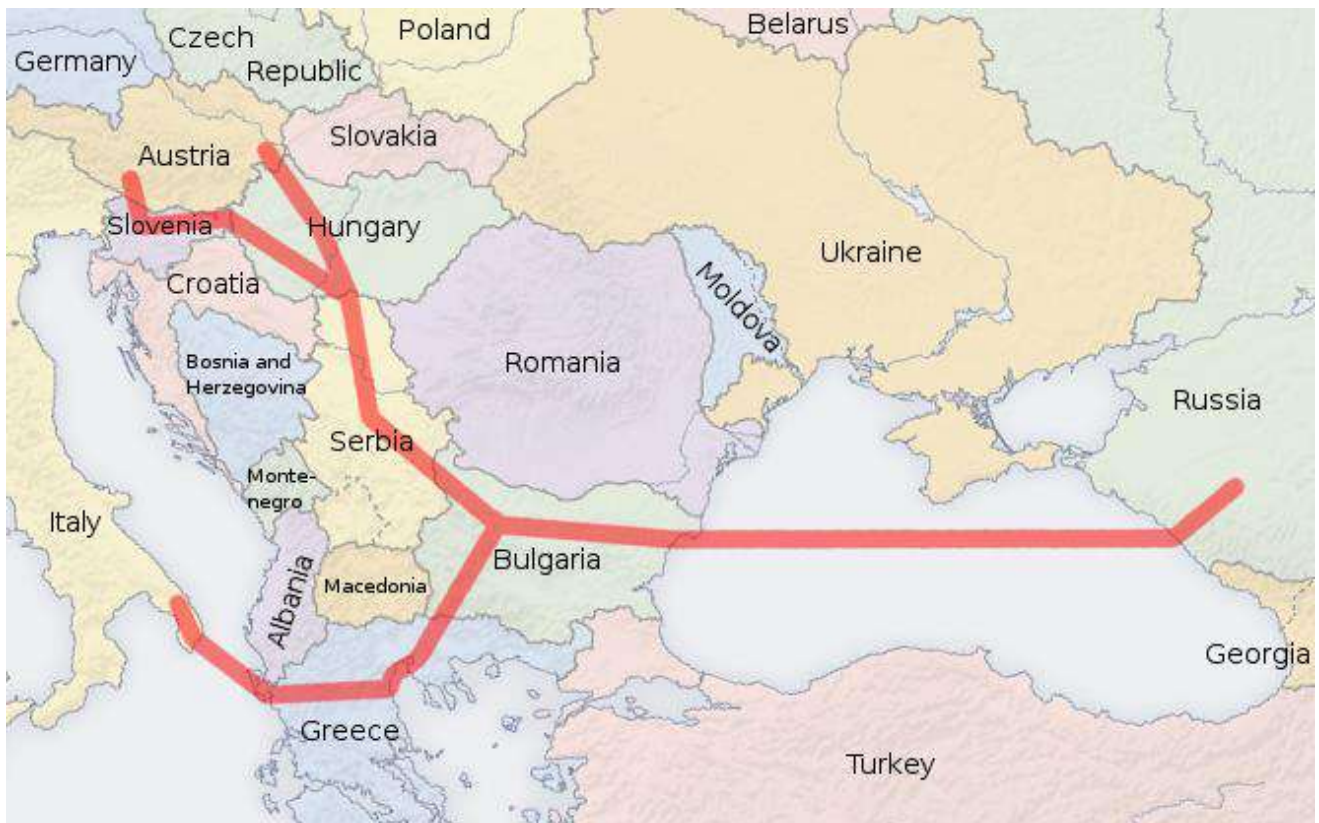 Poland
Belarus
Czech
Republic
Germany
Slovakia
Austria
Slovenia
Hungary
Ukraine
Croatia
Moldova
Bosnia and
Herzegovina
Romania
Russia
Serbia
Monte-
negro
Italy
Bulgaria
Macedonia
Albania
Georgia
Greece
Turkey